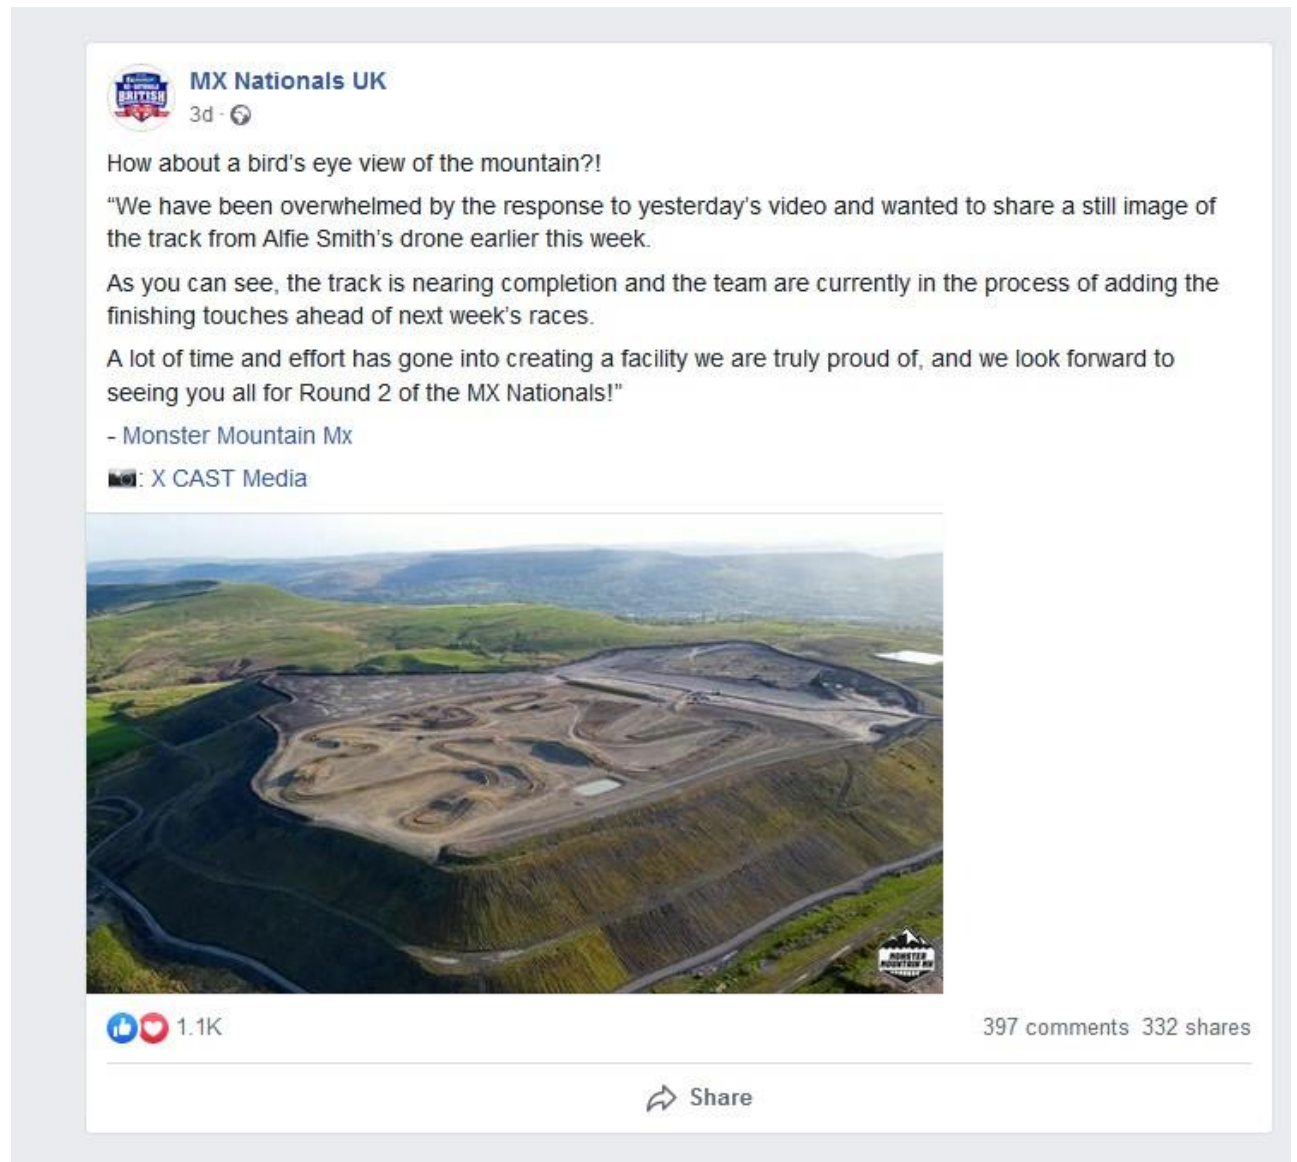 BRITISH
MX Nationals UK
3d ·
How about a bird's eye view of the mountain?!
“We have been overwhelmed by the response to yesterday's video and wanted to share a still image of
the track from Alfie Smith's drone earlier this week.
As you can see, the track is nearing completion and the team are currently in the process of adding the
finishing touches ahead of next week's races.
A lot of time and effort has gone into creating a facility we are truly proud of, and we look forward to
seeing you all for Round 2 of the MX Nationals!”
- Monster Mountain Mx
📷: X CAST Media
MONSTER
MOUNTAIN MX
1.1K
397 comments 332 shares
Share